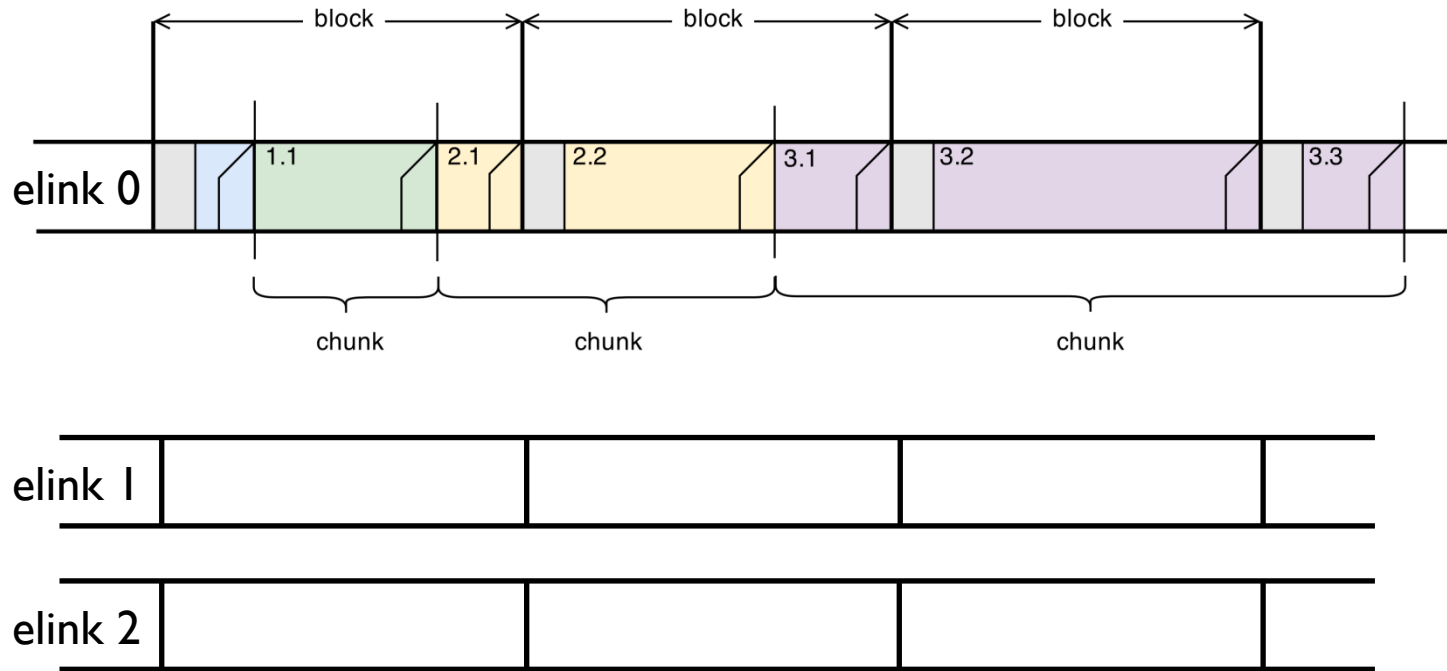 block block block
elink 0 1.1 2.1 2.2 3.1 3.2 3.3
chunk chunk chunk
elink 1
elink 2